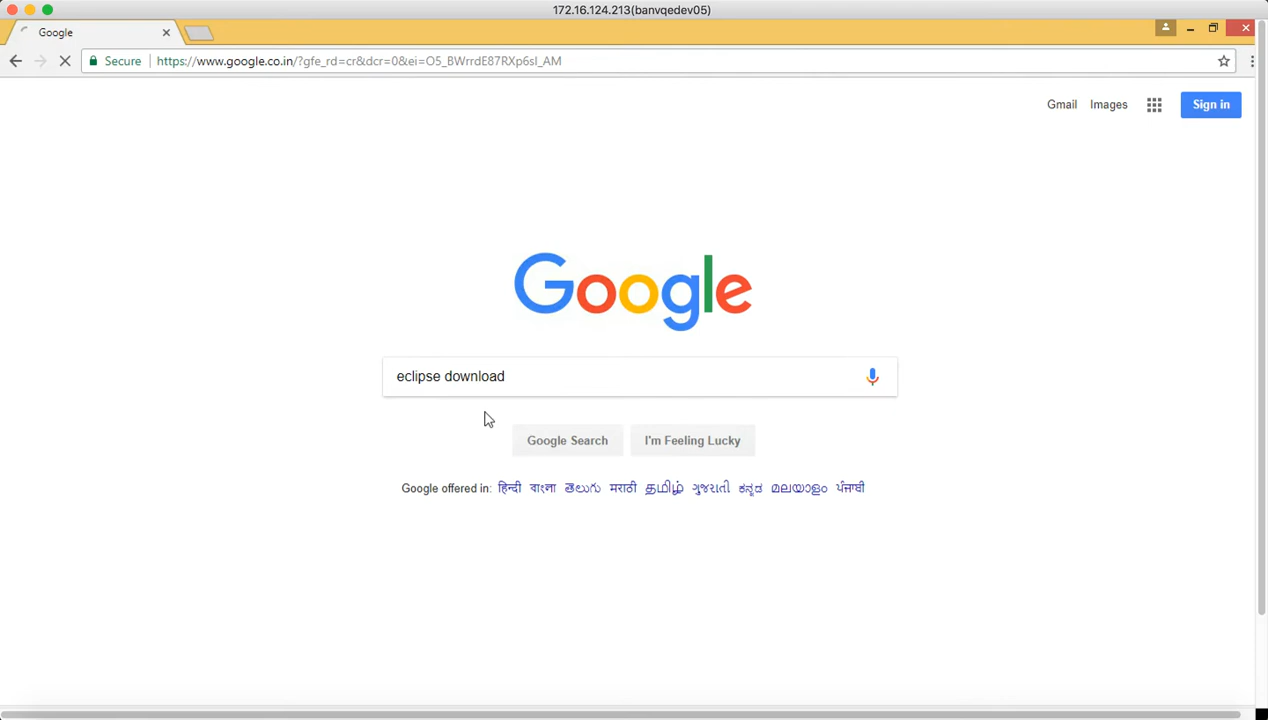 172.16.124.213(banvqedev05)
Google
Secure https://www.google.co.in/?gfe_rd=cr&dcr=0&ei=O5_BWrrdE87RXp6sl_AM
Gmail Images Sign in
Google
eclipse download
Google Search I'm Feeling Lucky
Google offered in: हिन्दी বাংলা తెలుగు मराठी தமிழ் ગુજરાતી ಕನ್ನಡ മലയാളം ਪੰਜਾਬੀ